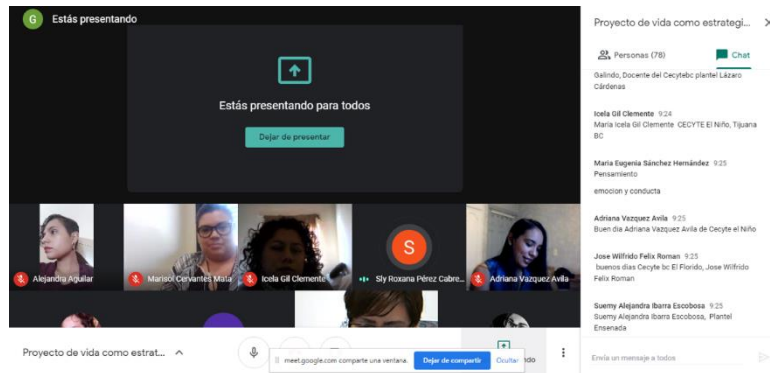 G Estás presentando
Estás presentando para todos
Dejar de presentar
Alejandra Aguilar
Marisol Cervantes Mata
Icela Gil Clemente
S
Sly Roxana Pérez Cabre...
Adriana Vazquez Avila
Proyecto de vida como estrat...
meet.google.com comparte una ventana.
Dejar de compartir
Ocultar
ndo
Proyecto de vida como estrategi...
Personas (78)
Chat
Galindo, Docente del Cecytebc plantel Lázaro
Cárdenas
Icela Gil Clemente 9:24
Maria Icela Gil Clemente CECYTE El Niño, Tijuana
BC
Maria Eugenia Sánchez Hernández 9:25
Pensamiento
emocion y conducta
Adriana Vazquez Avila 9:25
Buen dia Adriana Vazquez Avila de Cecyte el Niño
Jose Wilfrido Felix Roman 9:25
buenos dias Cecyte bc El Florido, Jose Wilfrido
Felix Roman
Suemy Alejandra Ibarra Escobosa 9:25
Suemy Alejandra Ibarra Escobosa, Plantel
Ensenada
Envía un mensaje a todos